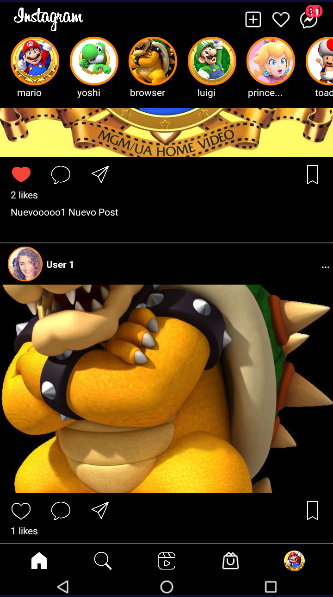 Instagram
31
mario yoshi browser luigi prince... toad
MGM/UA HOME VIDEO
2 likes
Nuevooooo1 Nuevo Post
User 1
...
1 likes